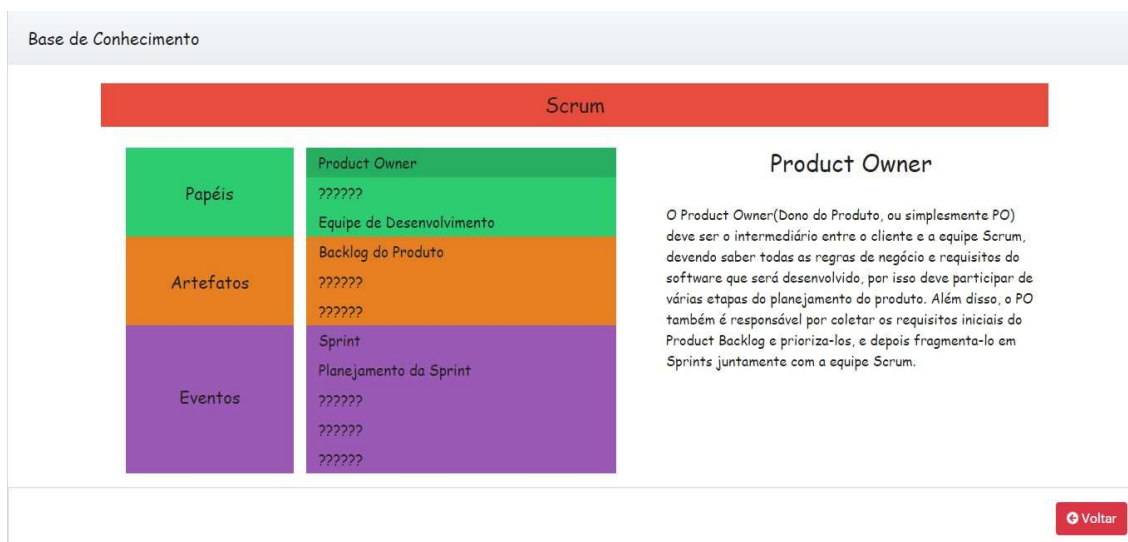 Base de Conhecimento
Scrum
Papéis
Product Owner
??????
Equipe de Desenvolvimento
Artefatos
Backlog do Produto
??????
??????
Eventos
Sprint
Planejamento da Sprint
??????
??????
??????
Product Owner
O Product Owner(Dono do Produto, ou simplesmente PO)
deve ser o intermediário entre o cliente e a equipe Scrum,
devendo saber todas as regras de negócio e requisitos do
software que será desenvolvido, por isso deve participar de
várias etapas do planejamento do produto. Além disso, o PO
também é responsável por coletar os requisitos iniciais do
Product Backlog e prioriza-los, e depois fragmenta-lo em
Sprints juntamente com a equipe Scrum.
Voltar